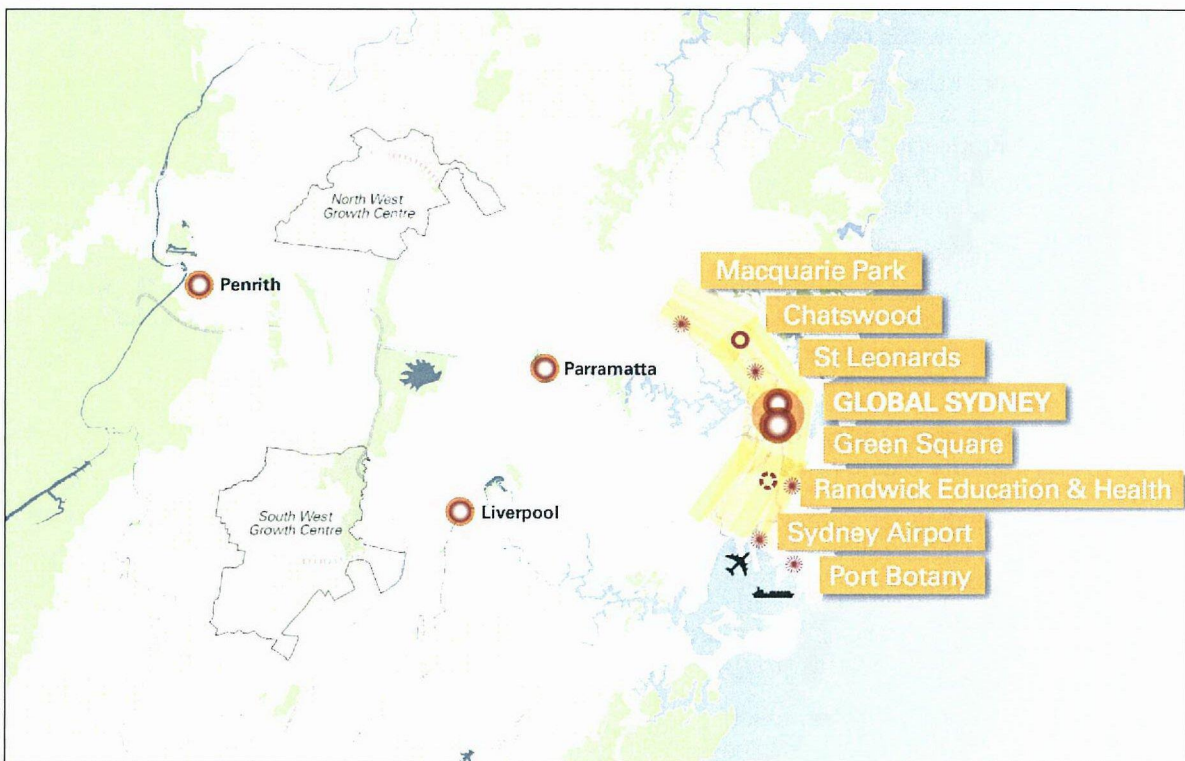 North West
Growth Centre
Penrith
Macquarie Park
Chatswood
St Leonards
Parramatta
GLOBAL SYDNEY
Green Square
Randwick Education & Health
Liverpool
South West
Growth Centre
Sydney Airport
Port Botany